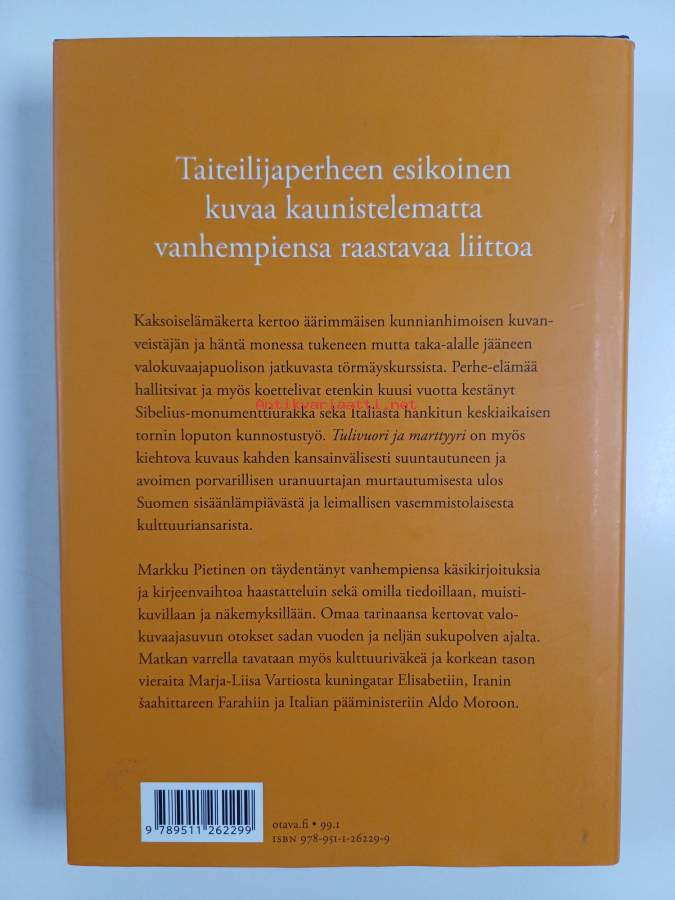 Taiteilijaperheen esikoinen
kuvaa kaunistelematta
vanhempiensa raastavaa liittoa
Kaksoiselämäkerta kertoo äärimmäisen kunnianhimoisen kuvan-
veistäjän ja häntä monessa tukeneen mutta taka-alalle jääneen
valokuvaajapuolison jatkuvasta törmäyskurssista. Perhe-elämää
hallitsivat ja myös koettelivat etenkin kuusi vuotta kestänyt
Antikvariaatti.net
Sibelius-monumenttiurakka sekä Italiasta hankitun keskiaikaisen
tornin loputon kunnostustyö. Tulivuori ja marttyyri on myös
kiehtova kuvaus kahden kansainvälisesti suuntautuneen ja
avoimen porvarillisen uranuurtajan murtautumisesta ulos
Suomen sisäänlämpiävästä ja leimallisen vasemmistolaisesta
kulttuuriansarista.
Markku Pietinen on täydentänyt vanhempiensa käsikirjoituksia
ja kirjeenvaihtoa haastatteluin sekä omilla tiedoillaan, muisti-
kuvillaan ja näkemyksillään. Omaa tarinaansa kertovat valo-
kuvaajasuvun otokset sadan vuoden ja neljän sukupolven ajalta.
Matkan varrella tavataan myös kulttuuriväkeä ja korkean tason
vieraita Marja-Liisa Vartiosta kuningatar Elisabetiin, Iranin
šaahittareen Farahiin ja Italian pääministeriin Aldo Moroon.
9 789511 262299
otava.fi • 99.1
ISBN 978-951-1-26229-9